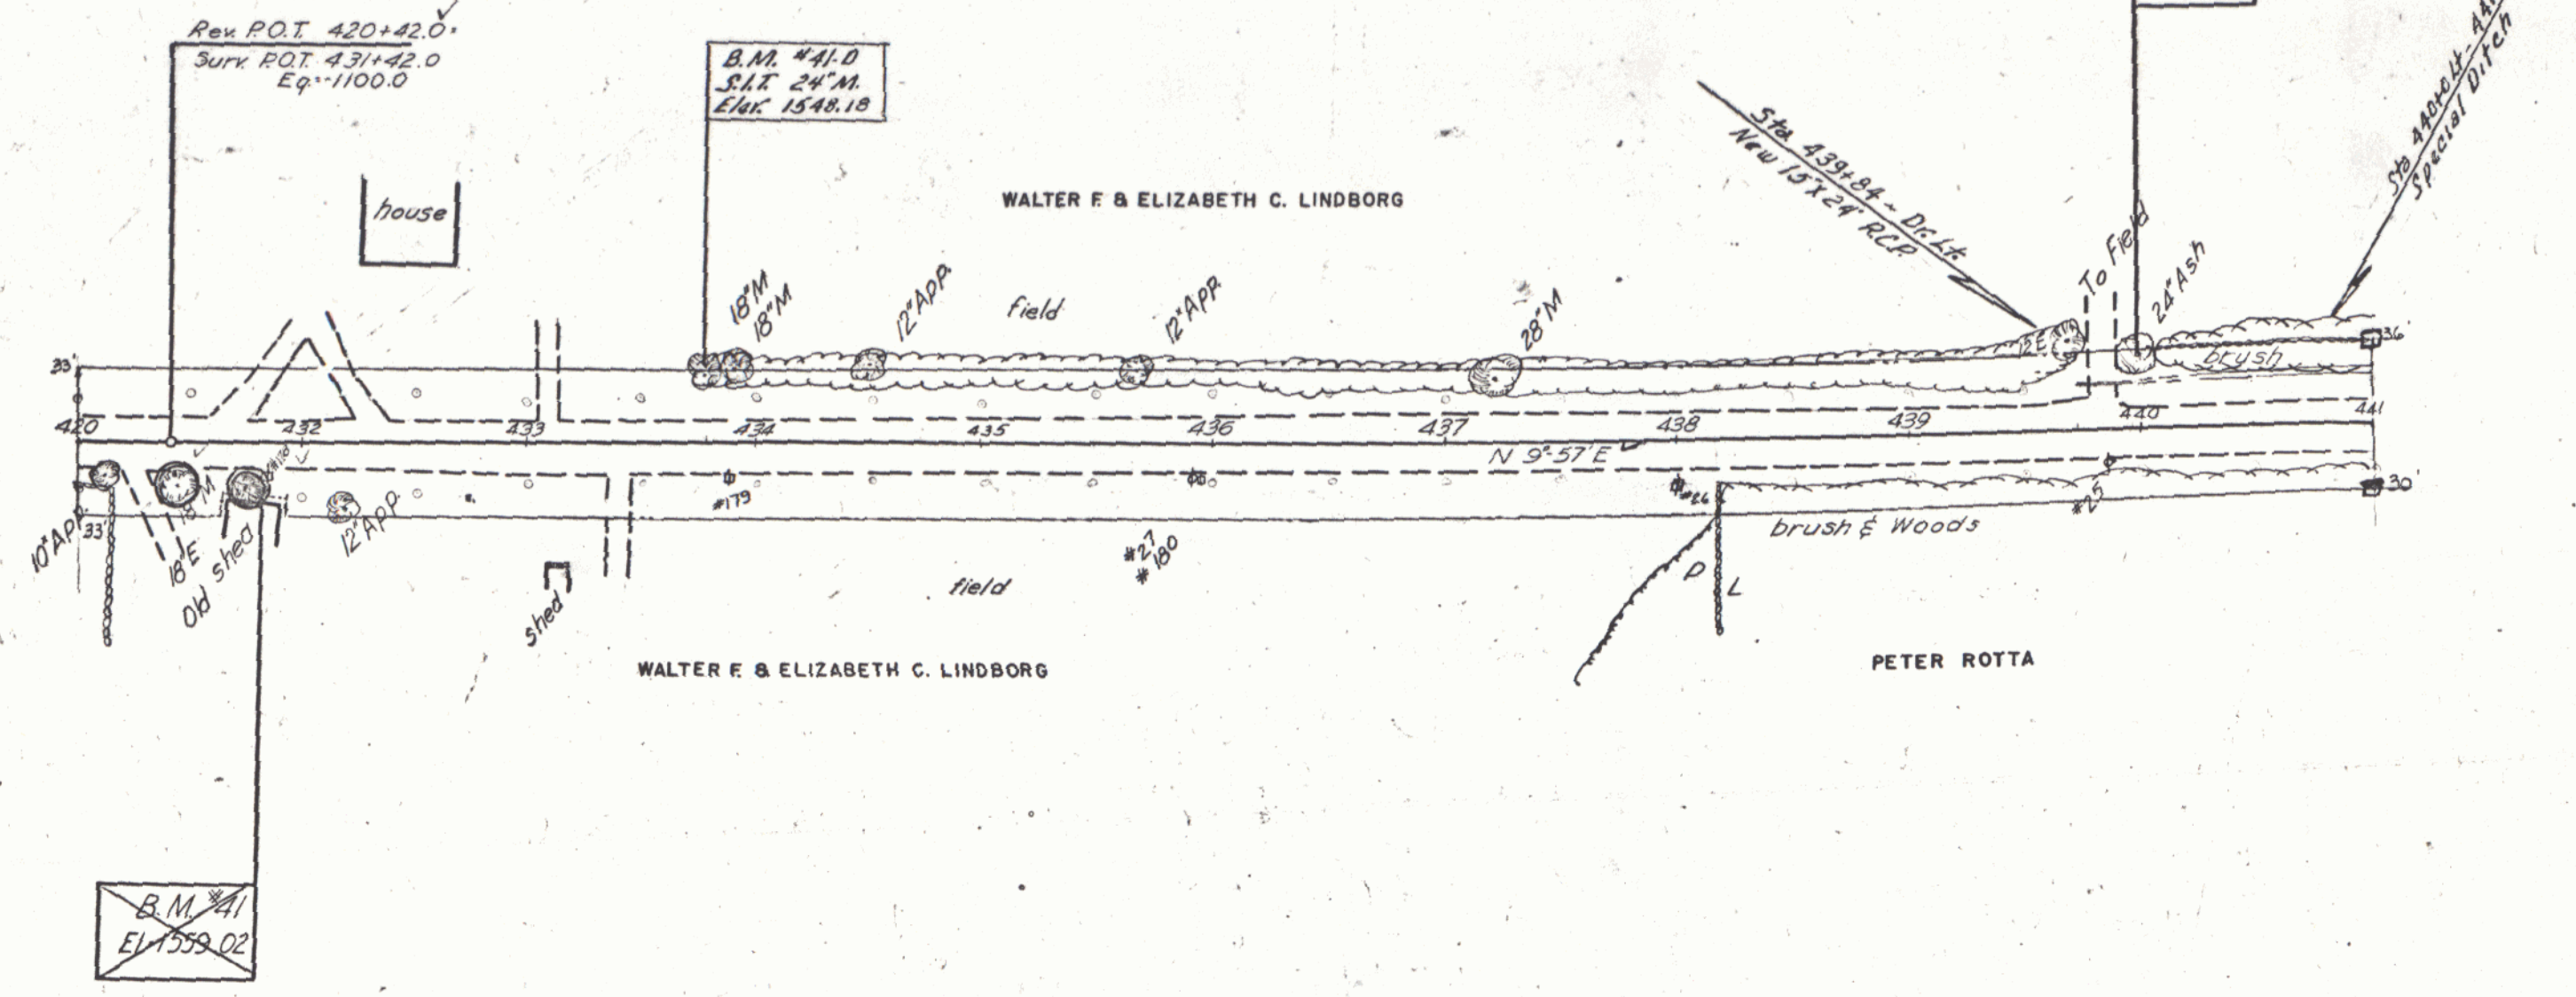 Rev. P.O.T. 420+42.0=
Surv. P.O.T. 431+42.0
Eq=-1100.0
B.M. #41-D
S.I.T. 24"M.
Elev. 1548.18
house
WALTER F. & ELIZABETH C. LINDBORG
Sta. 439+84 ~ Dr. Lt.
New 15"x24' R.C.P.
Sta 440+0 Lt.-
Special Ditch
To Field
24"Ash
18"M
18"M
12"App.
field
12"App.
28"M
12"E
brush
36'
33'
420
432
433
434
435
436
437
438
439
440
441
N 9°-57'E
18"M
#179
#26
#25
30'
10"Ap.
33'
18"E
Old shed
12"App.
shed
field
#27
#180
brush & Woods
P L
WALTER F. & ELIZABETH C. LINDBORG
PETER ROTTA
B.M. #41
El-1559.02